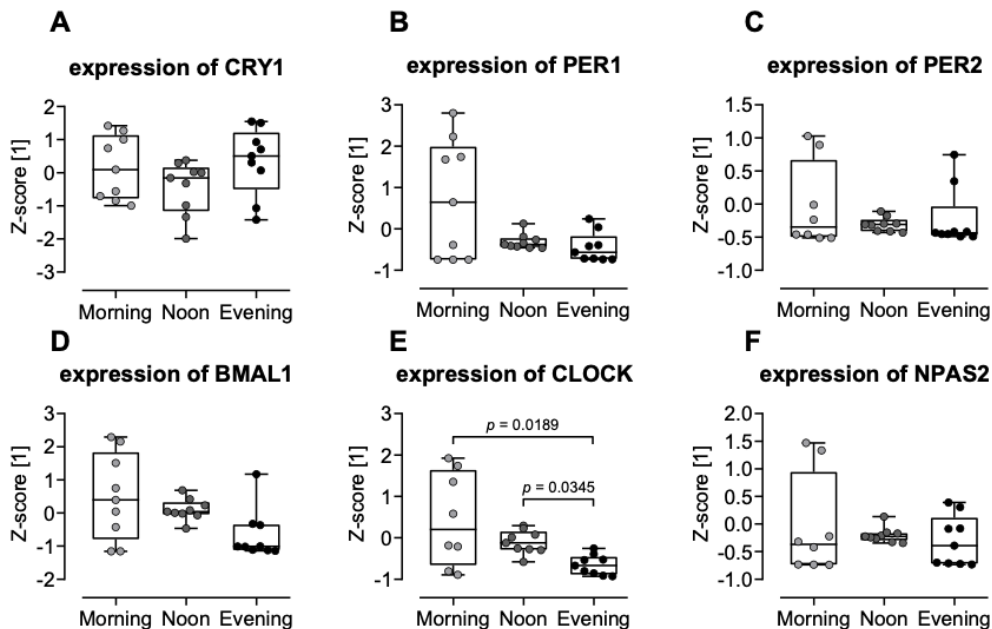 A
expression of CRY1
Z-score [1]
2
1
0
-1
-2
-3
Morning Noon Evening
B
expression of PER1
Z-score [1]
3
2
1
0
-1
Morning Noon Evening
C
expression of PER2
Z-score [1]
1.5
1.0
0.5
0.0
-0.5
-1.0
Morning Noon Evening
D
expression of BMAL1
Z-score [1]
3
2
1
0
-1
-2
Morning Noon Evening
E
expression of CLOCK
Z-score [1]
3
2
1
0
-1
p = 0.0189
p = 0.0345
Morning Noon Evening
F
expression of NPAS2
Z-score [1]
2.0
1.5
1.0
0.5
0.0
-0.5
-1.0
Morning Noon Evening